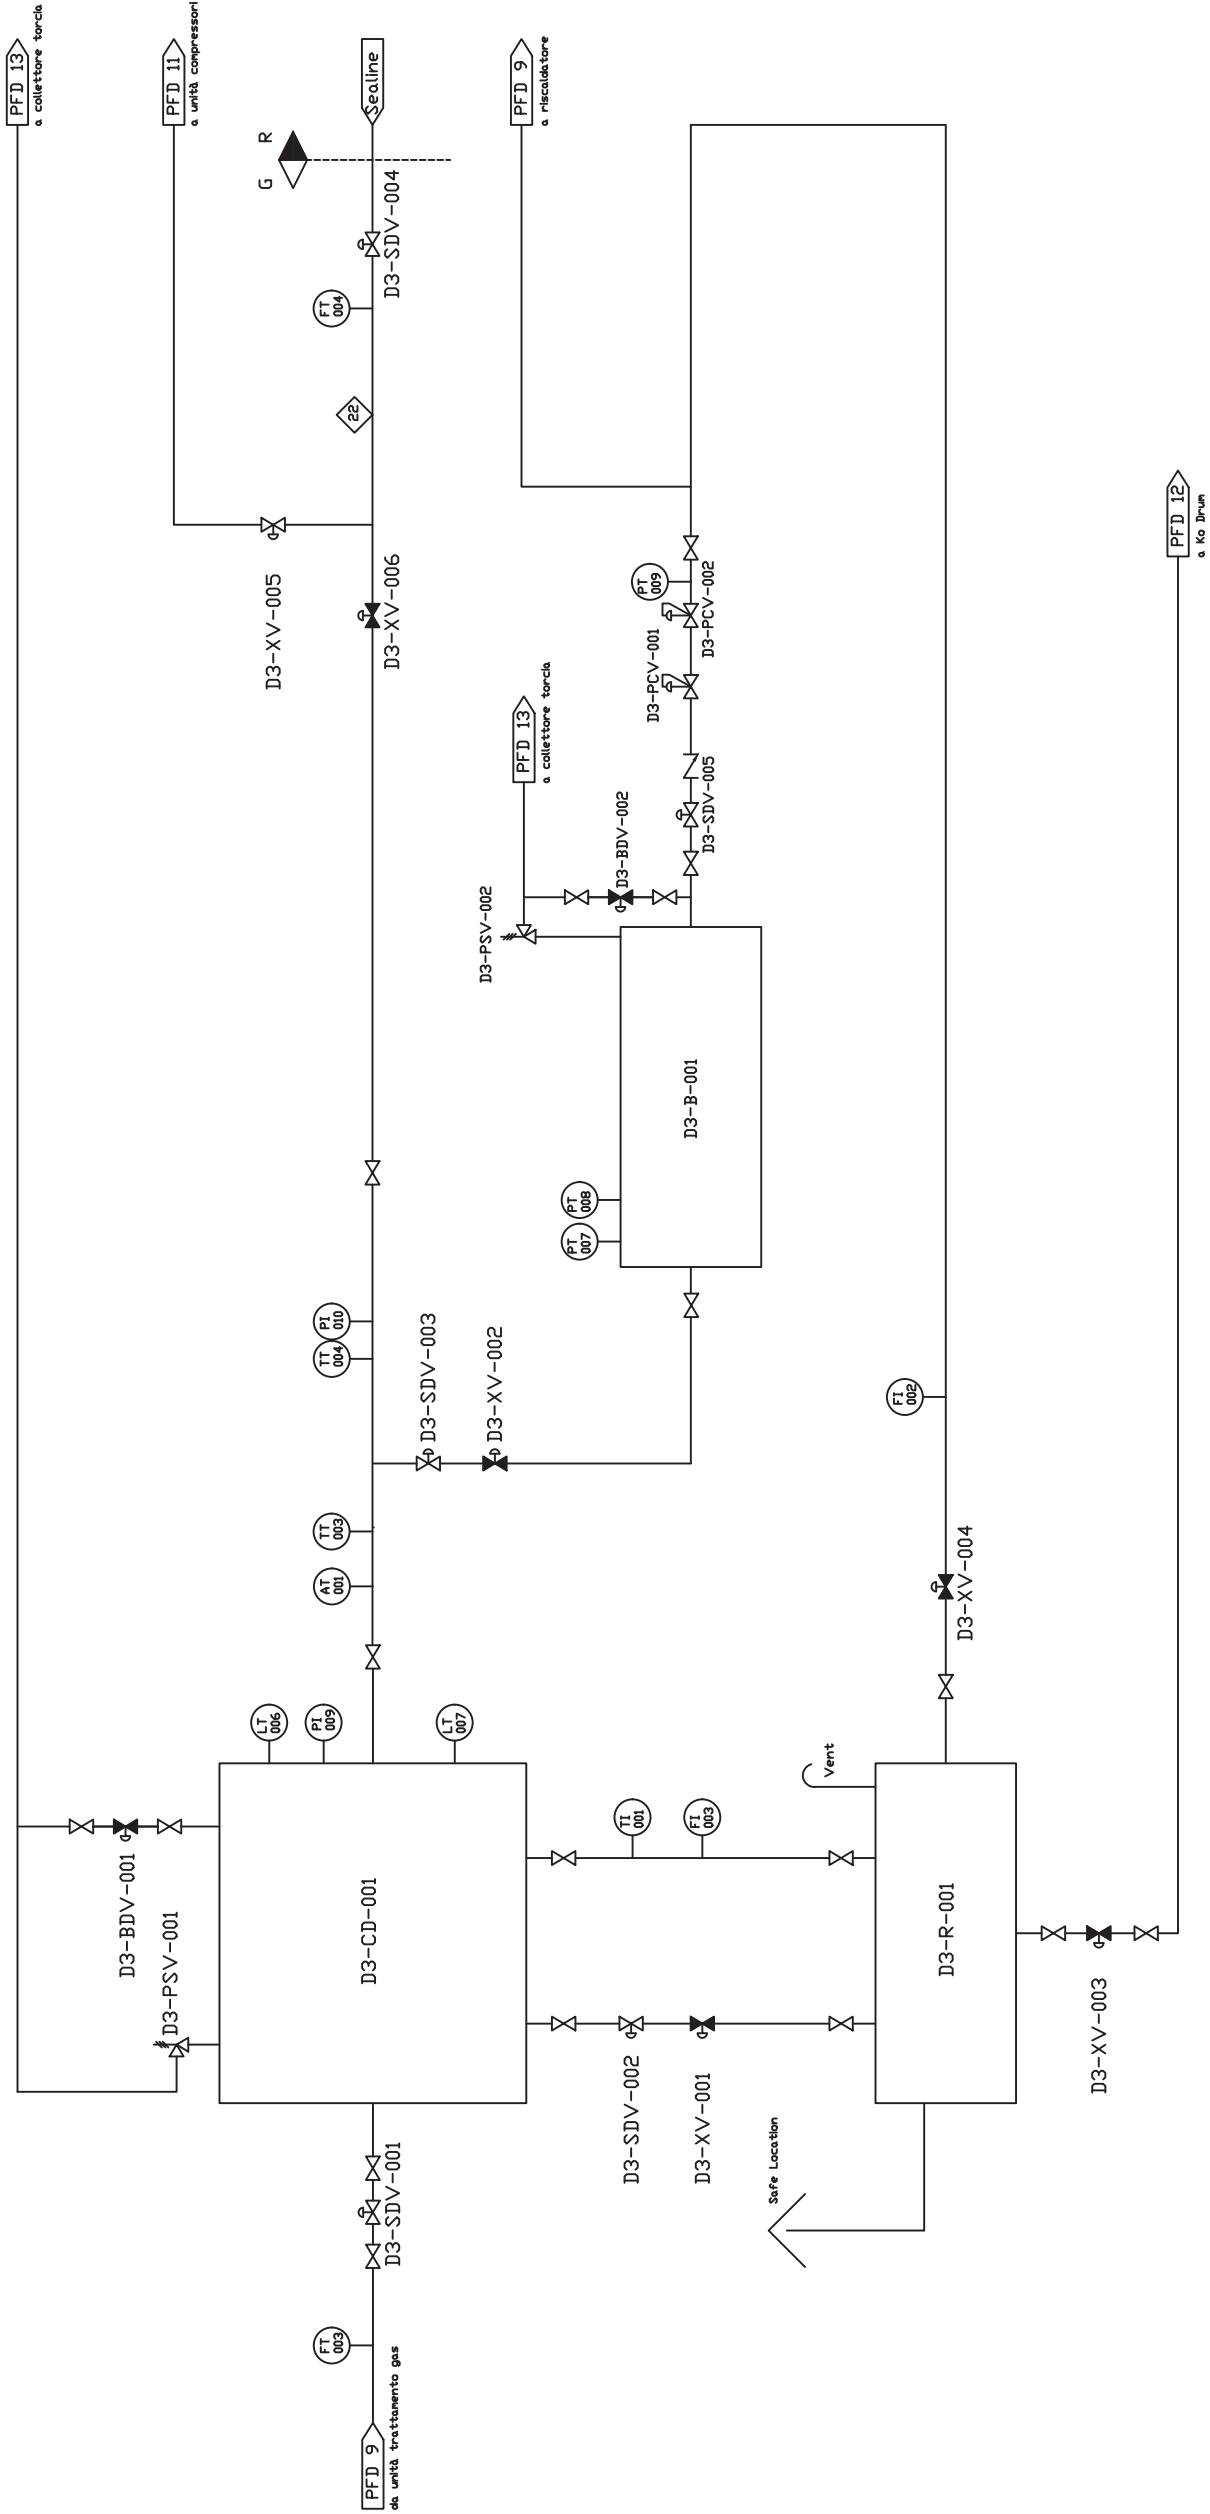 PFD 13
a collettore torcia
PFD 11
a unità compressori
Sealine
PFD 9
a riscaldatore
G R
D3-SDV-004
FT
004
22
D3-XV-005
D3-XV-006
PFD 12
a Ko Drum
PT
009
D3-PCV-002
D3-PCV-001
PFD 13
a collettore torcia
D3-SDV-005
D3-BDV-002
D3-PSV-002
D3-B-001
PT
008
PT
007
PI
010
TT
004
D3-SDV-003
D3-XV-002
FI
002
TT
003
AT
001
D3-XV-004
LT
006
PI
009
LT
007
Vent
TI
001
FI
003
D3-BDV-001
D3-PSV-001
D3-CD-001
D3-R-001
D3-SDV-002
D3-XV-001
D3-XV-003
Safe Location
D3-SDV-001
FT
003
PFD 9
da unità trattamento gas